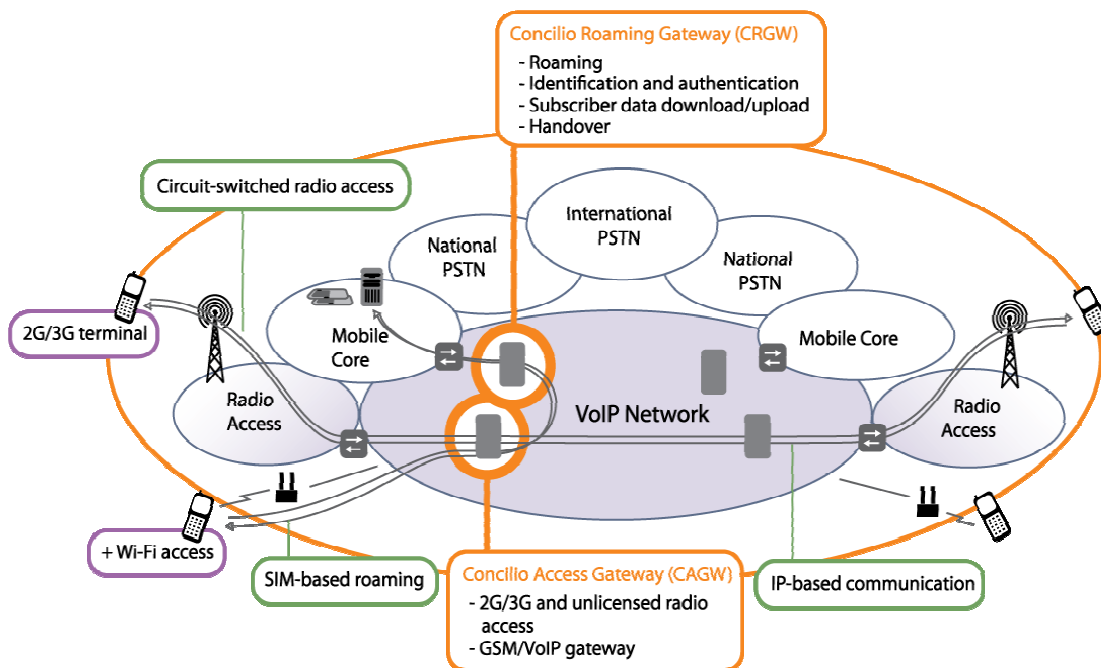 Concilio Roaming Gateway (CRGW)
- Roaming
- Identification and authentication
- Subscriber data download/upload
- Handover
Circuit-switched radio access
International
PSTN
National
PSTN
National
PSTN
2G/3G terminal
Mobile
Core
Mobile Core
Radio
Access
VoIP Network
Radio
Access
+ Wi-Fi access
SIM-based roaming
Concilio Access Gateway (CAGW)
- 2G/3G and unlicensed radio
access
- GSM/VoIP gateway
IP-based communication